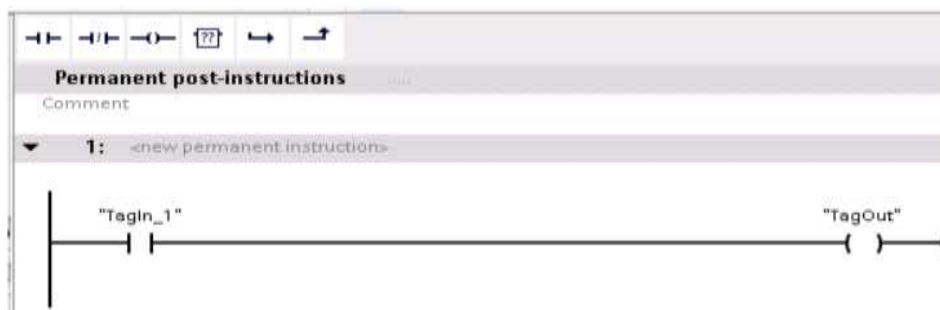 ??
Permanent post-instructions .....
Comment
1: <new permanent instruction>
"TagIn_1" "TagOut"